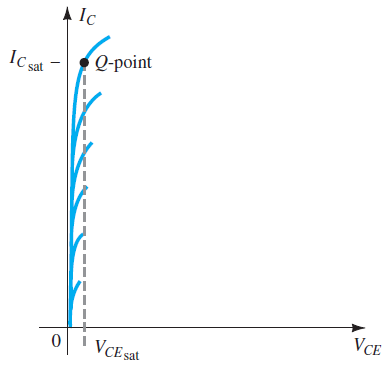 I_C
I_C sat
Q-point
0
V_CE sat
V_CE